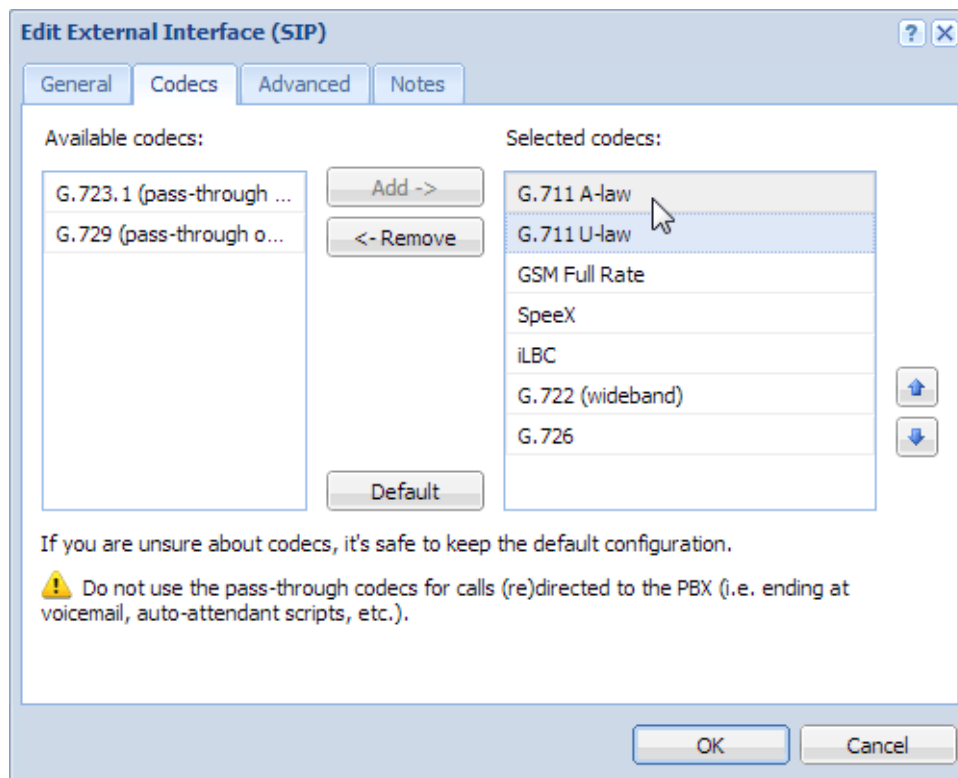 Edit External Interface (SIP)
?
General Codecs Advanced Notes
Available codecs:
Selected codecs:
G.723.1 (pass-through ...
G.729 (pass-through o...
Add ->
<- Remove
Default
G.711 A-law
G.711 U-law
GSM Full Rate
SpeeX
iLBC
G.722 (wideband)
G.726
If you are unsure about codecs, it's safe to keep the default configuration.
Do not use the pass-through codecs for calls (re)directed to the PBX (i.e. ending at
voicemail, auto-attendant scripts, etc.).
OK Cancel